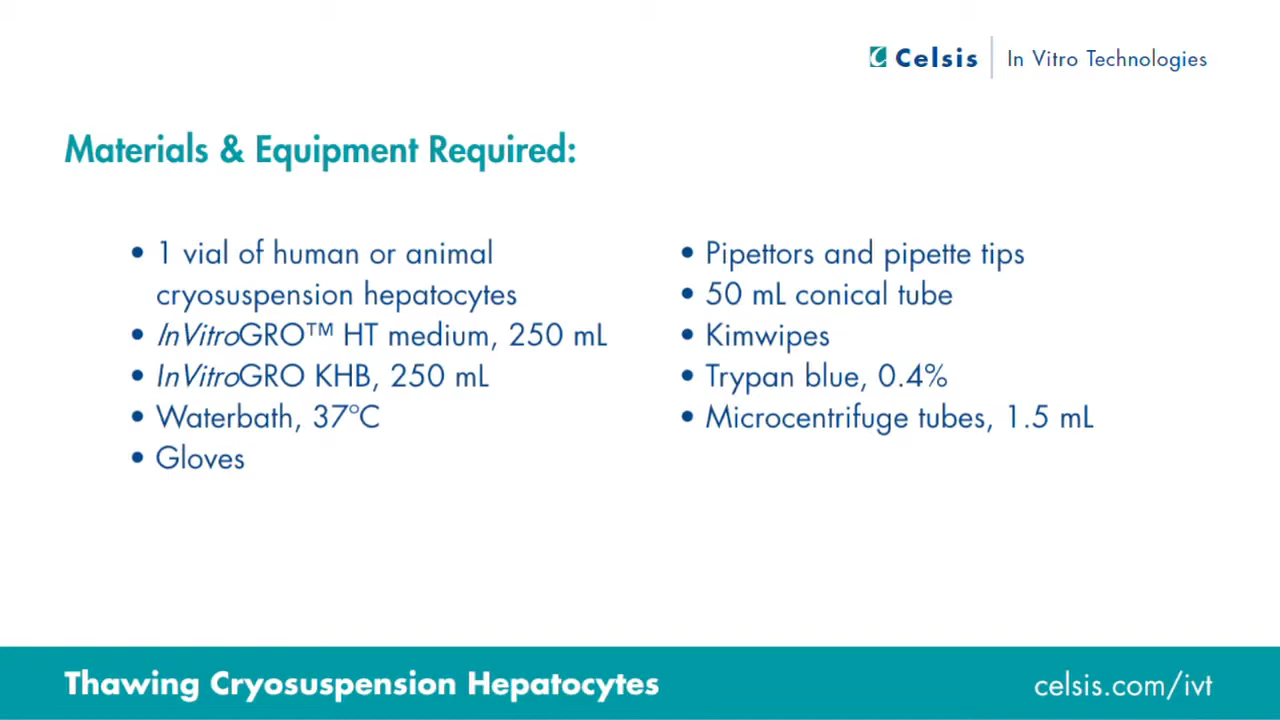 Celsis | In Vitro Technologies
Materials & Equipment Required:
• 1 vial of human or animal
cryosuspension hepatocytes
• InVitroGRO™ HT medium, 250 mL
• InVitroGRO KHB, 250 mL
• Waterbath, 37°C
• Gloves
• Pipettors and pipette tips
• 50 mL conical tube
• Kimwipes
• Trypan blue, 0.4%
• Microcentrifuge tubes, 1.5 mL
Thawing Cryosuspension Hepatocytes
celsis.com/ivt